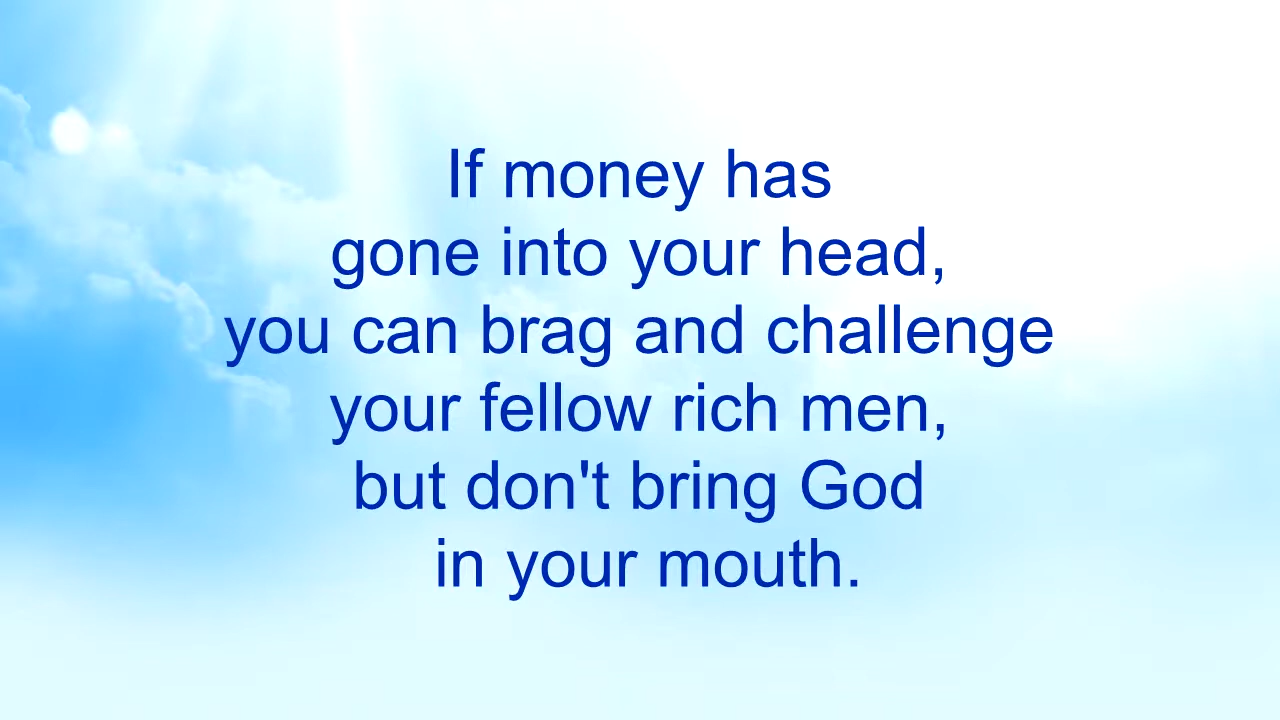 If money has
gone into your head,
you can brag and challenge
your fellow rich men,
but don't bring God
in your mouth.